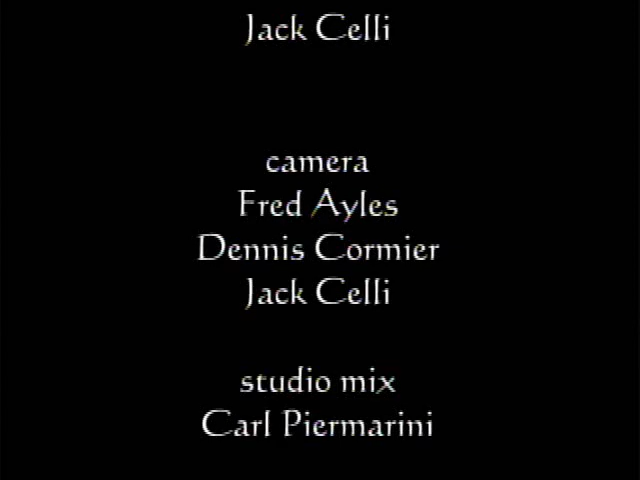 Jack Celli
camera
Fred Ayles
Dennis Cormier
Jack Celli
studio mix
Carl Piermarini